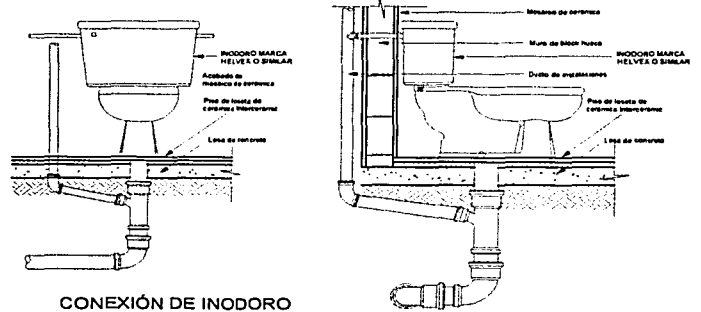 INODORO MARCA
HELVEX O SIMILAR
Acabado de
mosaico de cerámica
Piso de loseta de
cerámica Interceramic
Losa de concreto
Mosaico de cerámica
Muro de block hueco
INODORO MARCA
HELVEX O SIMILAR
Ducto de instalaciones
Piso de loseta de
cerámica Interceramic
Losa de concreto
CONEXIÓN DE INODORO